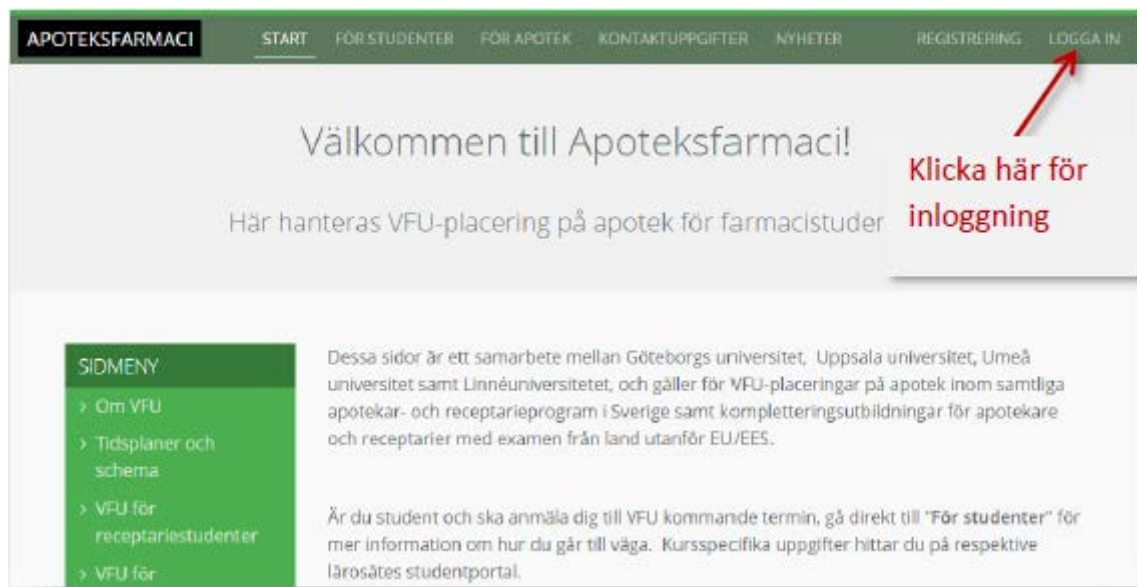 APOTEKSFARMACI START FÖR STUDENTER FÖR APOTEK KONTAKTUPPGIFTER NYHETER REGISTRERING LOGGA IN
Välkommen till Apoteksfarmaci!
Här hanteras VFU-placering på apotek för farmacistuder
Klicka här för
inloggning
SIDMENY
> Om VFU
> Tidsplaner och
schema
> VFU för
receptariestudenter
> VFU för
Dessa sidor är ett samarbete mellan Göteborgs universitet, Uppsala universitet, Umeå
universitet samt Linnéuniversitetet, och gäller för VFU-placeringar på apotek inom samtliga
apotekar- och receptarieprogram i Sverige samt kompletteringsutbildningar för apotekare
och receptarier med examen från land utanför EU/EES.
Är du student och ska anmäla dig till VFU kommande termin, gå direkt till "För studenter" för
mer information om hur du går till väga. Kursspecifika uppgifter hittar du på respektive
lärosätes studentportal.